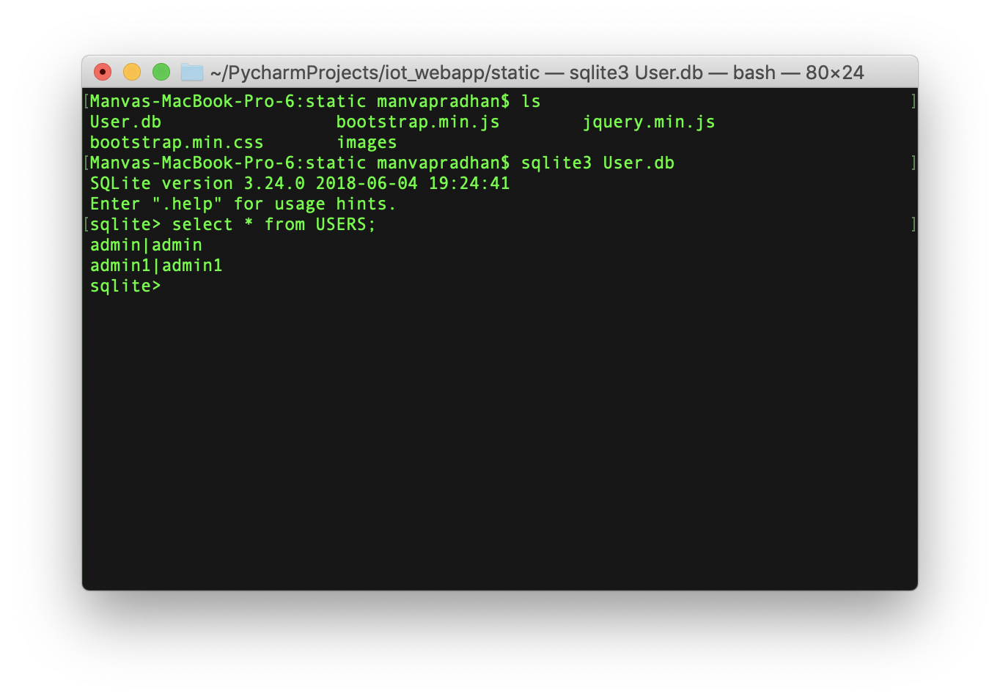 ~/PycharmProjects/iot_webapp/static — sqlite3 User.db — bash — 80×24
[Manvas-MacBook-Pro-6:static manvapradhan$ ls ]
User.db bootstrap.min.js jquery.min.js
bootstrap.min.css images
[Manvas-MacBook-Pro-6:static manvapradhan$ sqlite3 User.db ]
SQLite version 3.24.0 2018-06-04 19:24:41
Enter ".help" for usage hints.
[sqlite> select * from USERS; ]
admin|admin
admin1|admin1
sqlite>